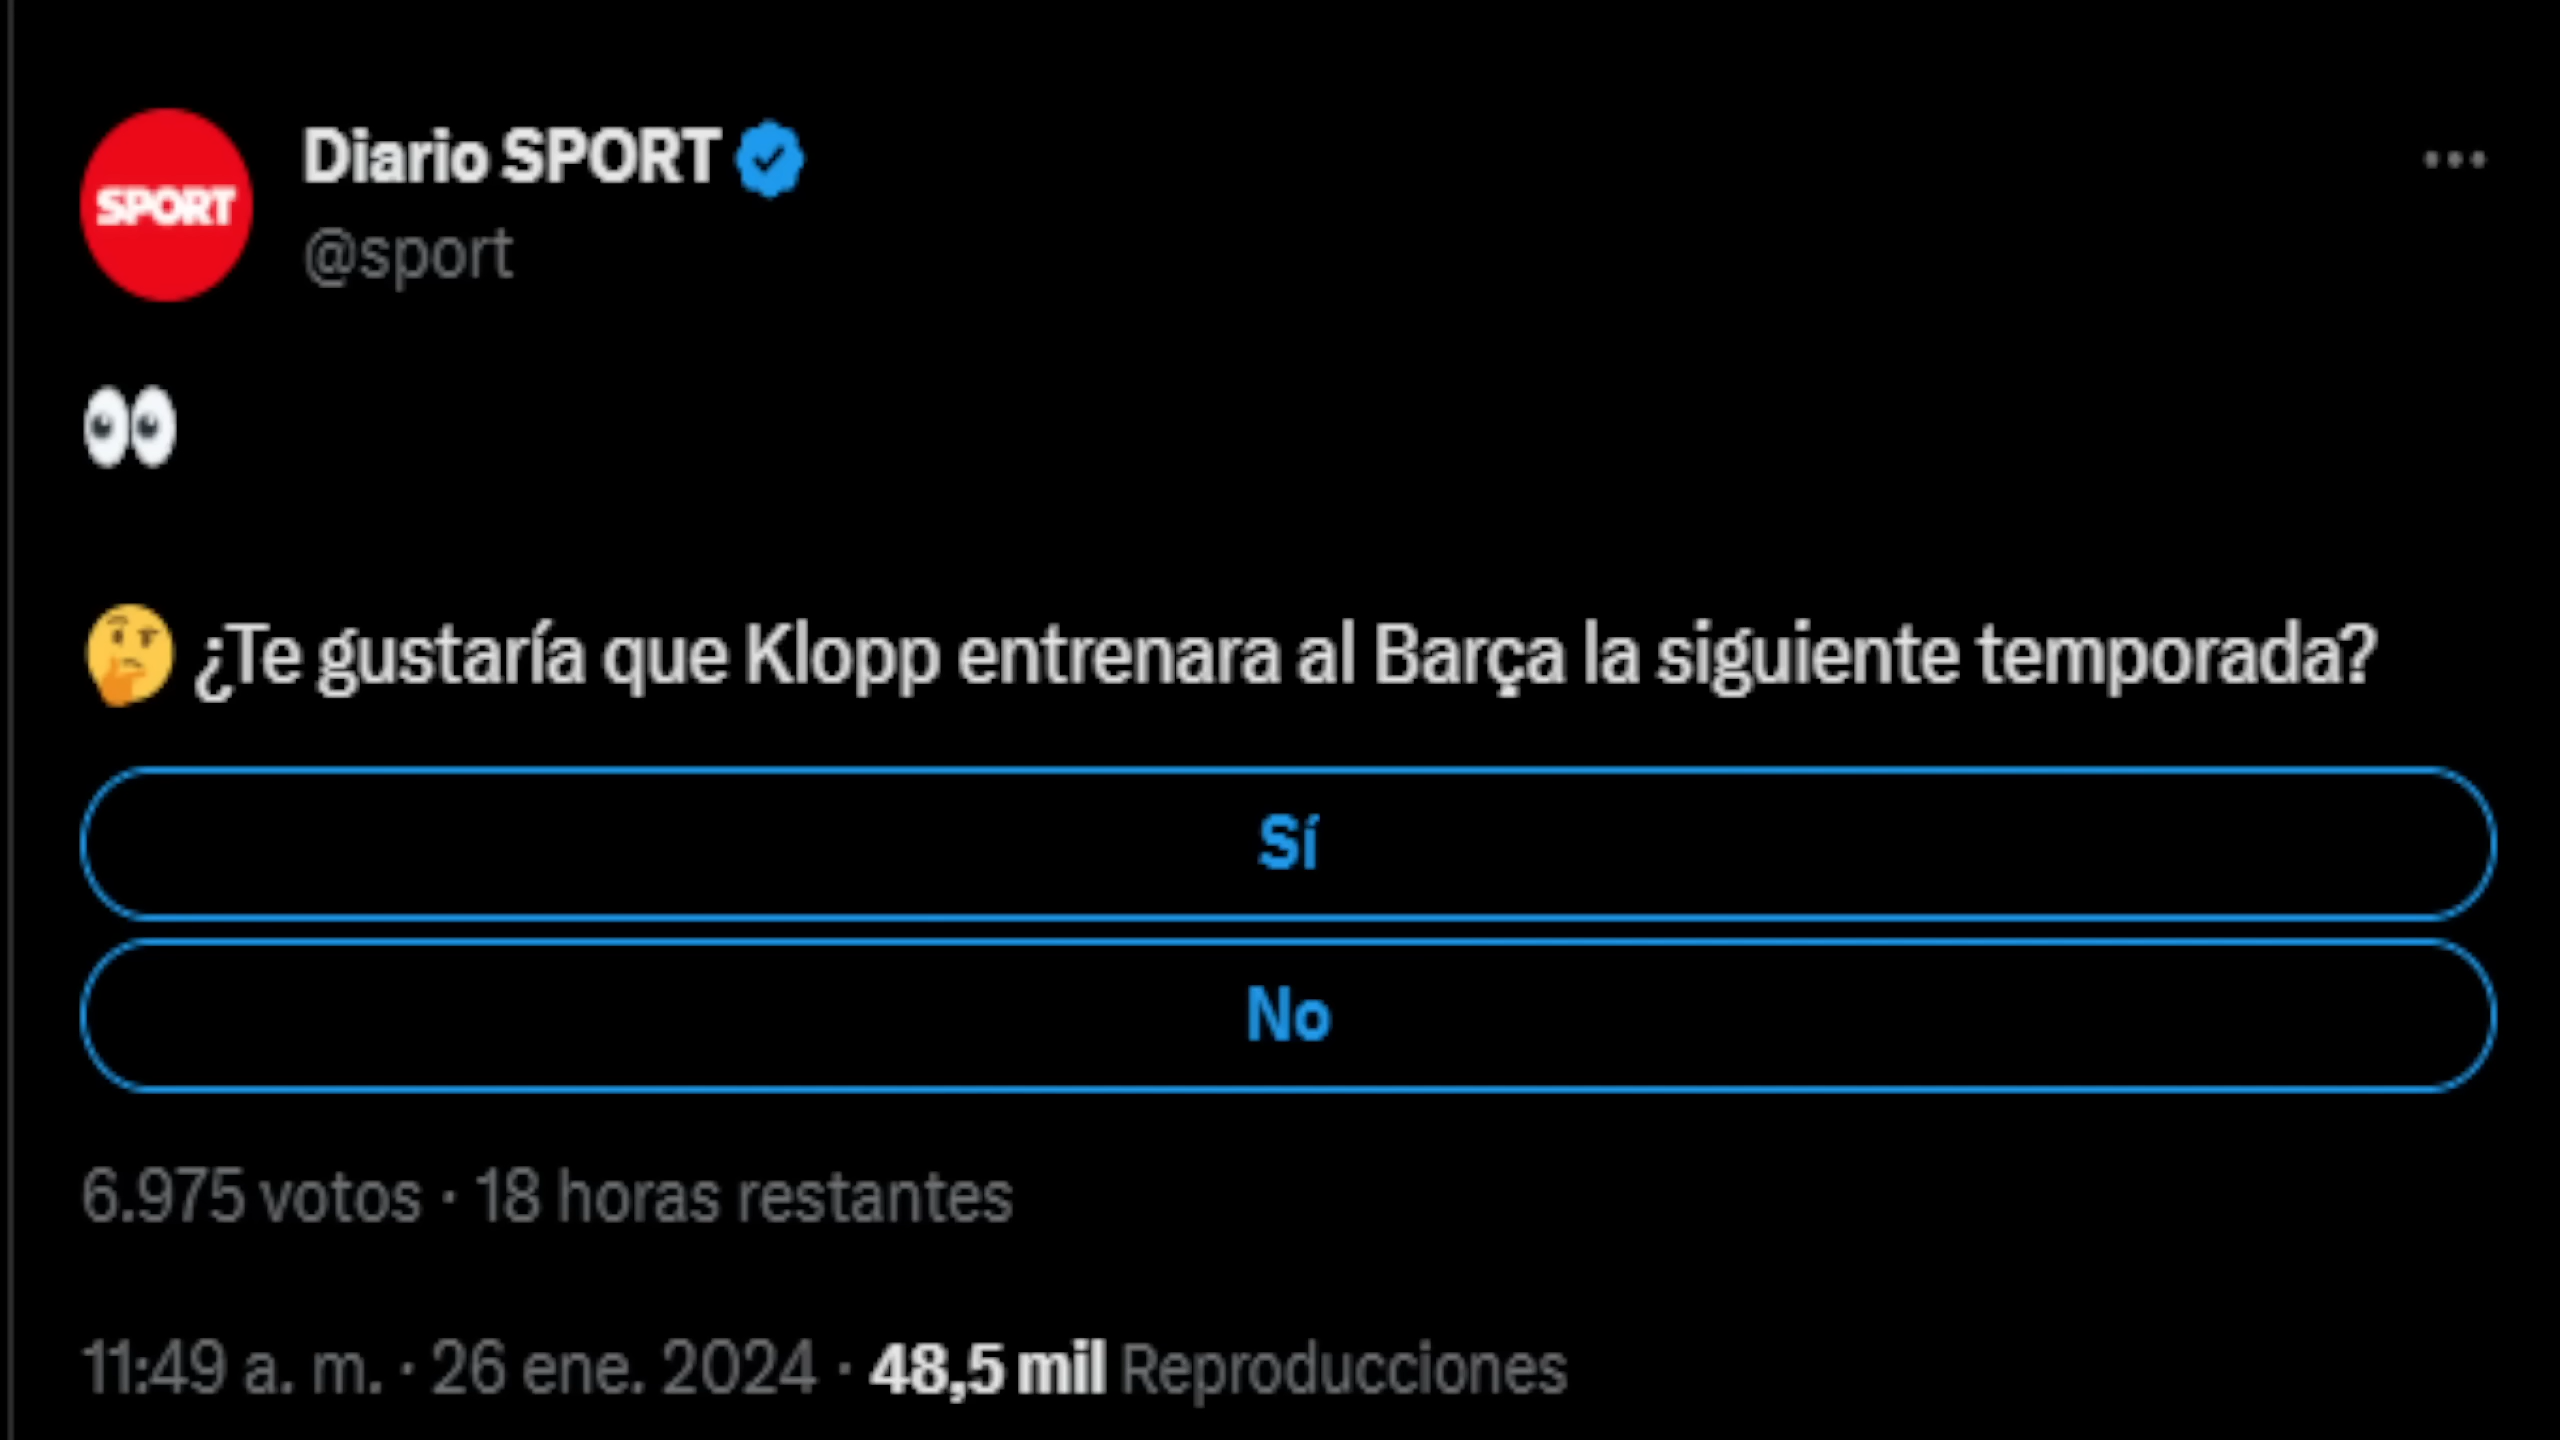 SPORT
Diario SPORT
@sport
¿Te gustaría que Klopp entrenara al Barça la siguiente temporada?
Sí
No
6.975 votos · 18 horas restantes
11:49 a. m. · 26 ene. 2024 · 48,5 mil Reproducciones